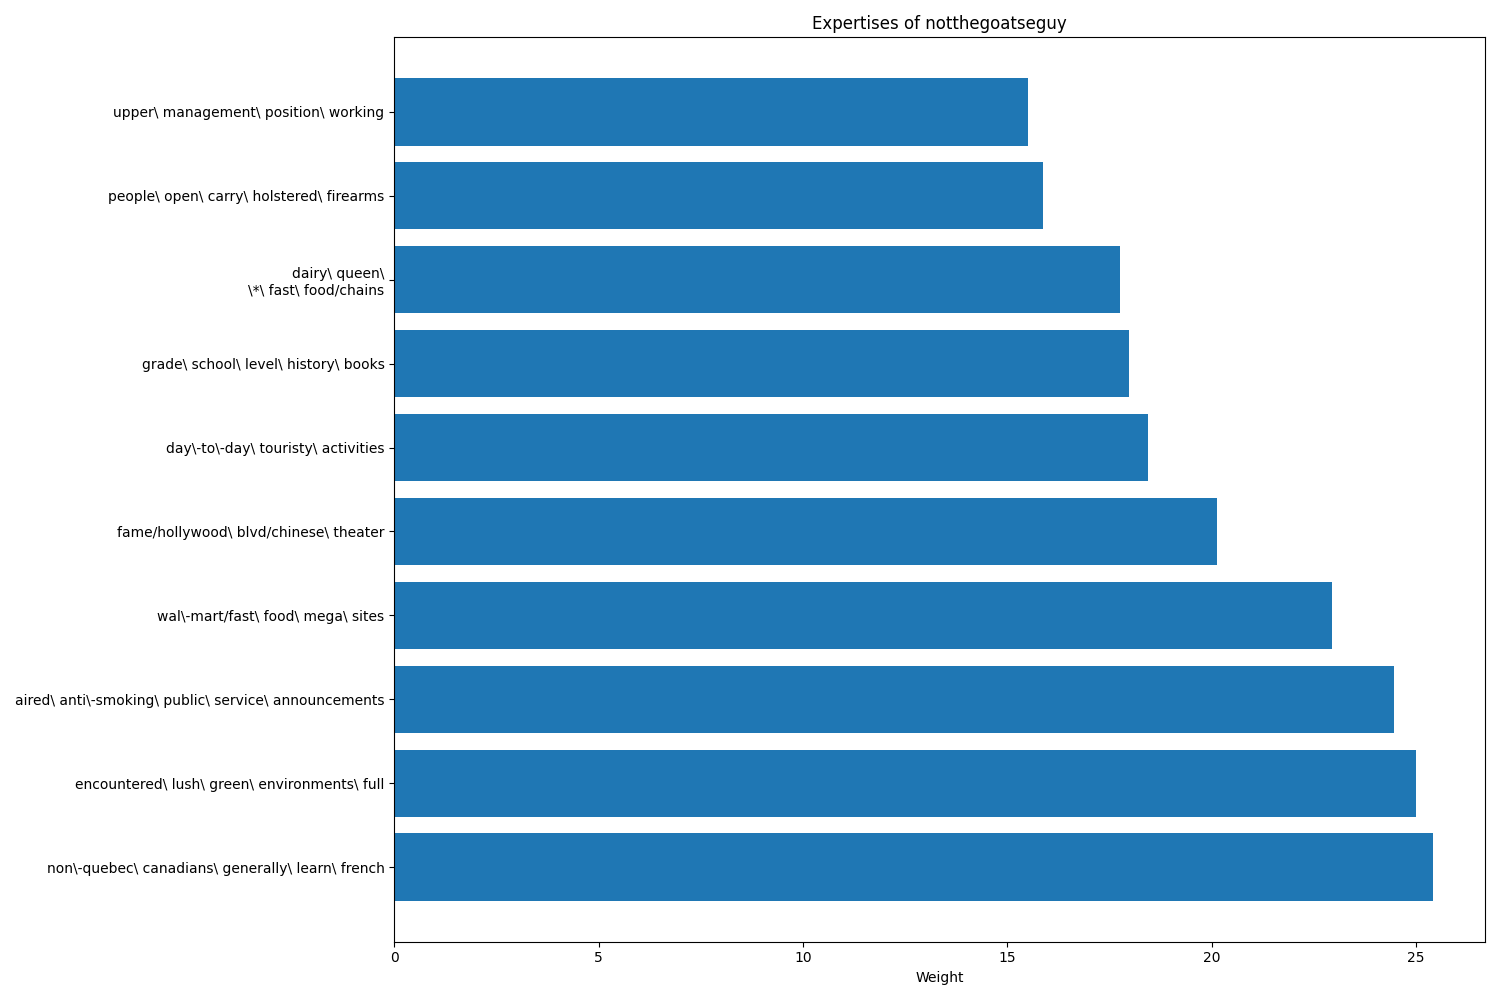 Expertises of notthegoatseguy
upper\ management\ position\ working
people\ open\ carry\ holstered\ firearms
dairy\ queen\
\*\ fast\ food/chains
grade\ school\ level\ history\ books
day\-to\-day\ touristy\ activities
fame/hollywood\ blvd/chinese\ theater
wal\-mart/fast\ food\ mega\ sites
aired\ anti\-smoking\ public\ service\ announcements
encountered\ lush\ green\ environments\ full
non\-quebec\ canadians\ generally\ learn\ french
0 5 10 15 20 25
Weight